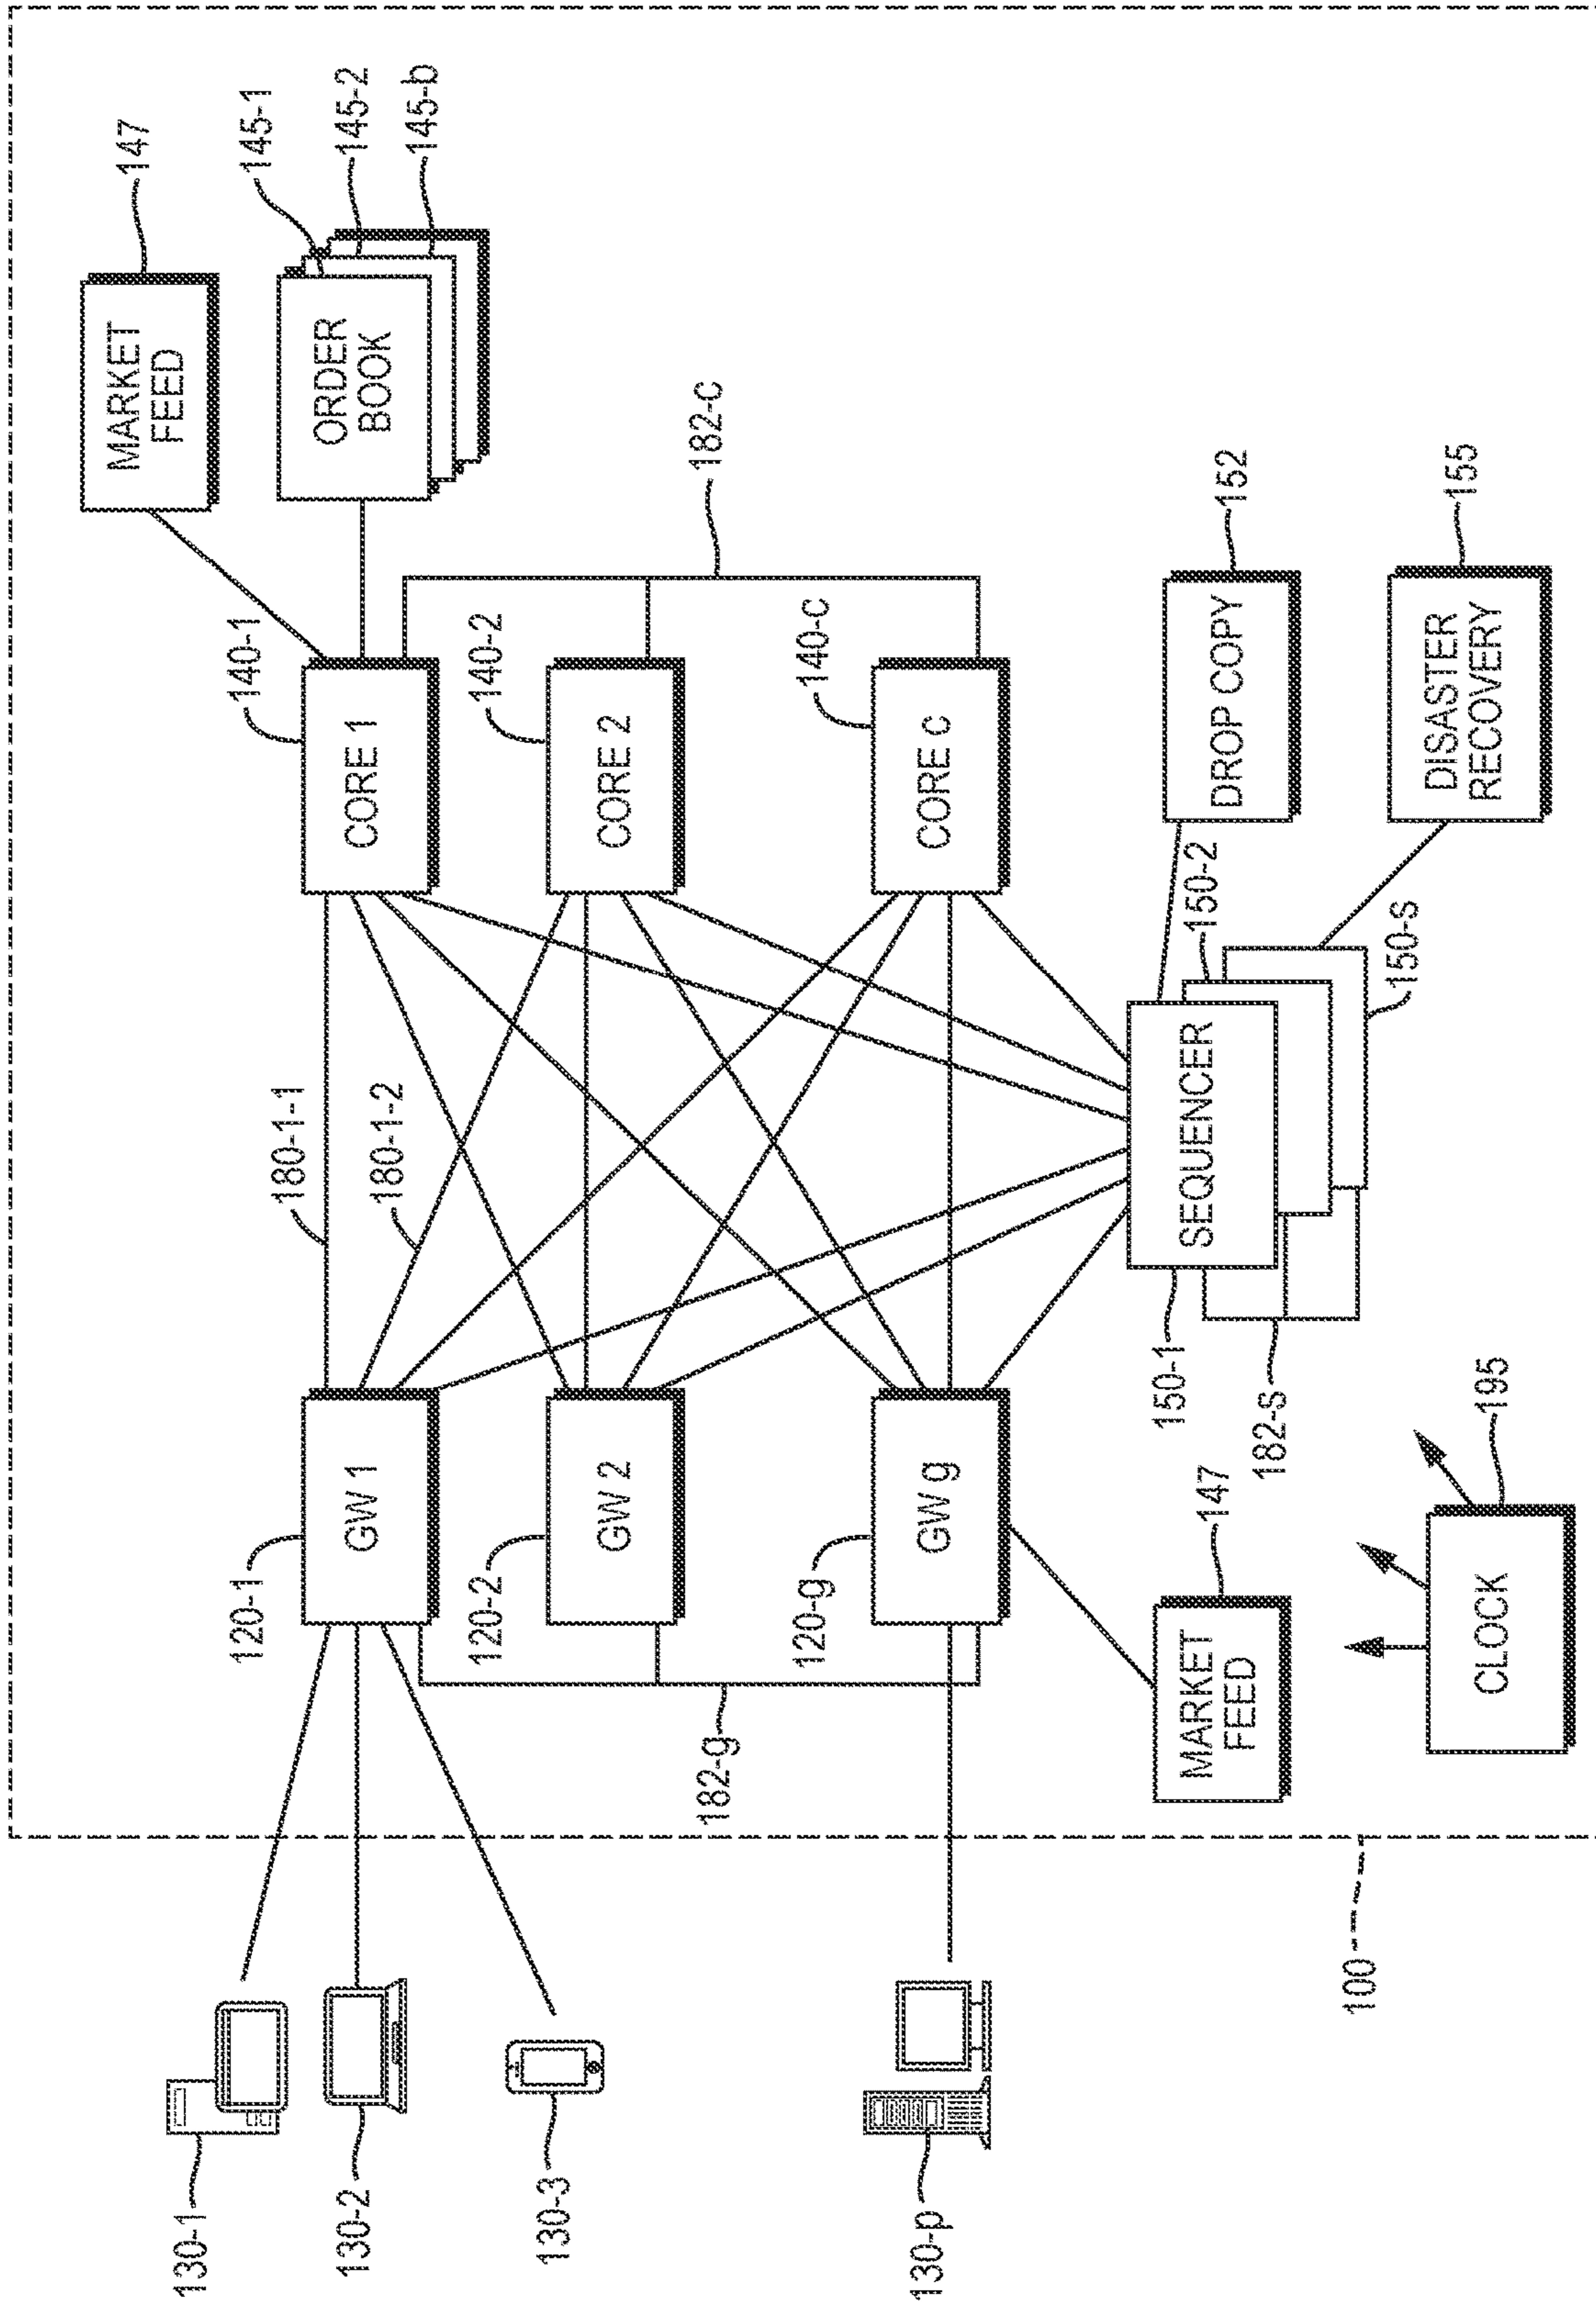 130-1
130-2
130-3
130-p
100
120-1
GW 1
120-2
GW 2
120-g
GW g
182-g
MARKET
FEED
147
CLOCK
195
180-1-1
180-1-2
140-1
CORE 1
140-2
CORE 2
140-c
CORE c
182-c
MARKET
FEED
147
ORDER
BOOK
145-1
145-2
145-b
SEQUENCER
150-1
150-2
150-s
182-s
DROP COPY
152
DISASTER
RECOVERY
155